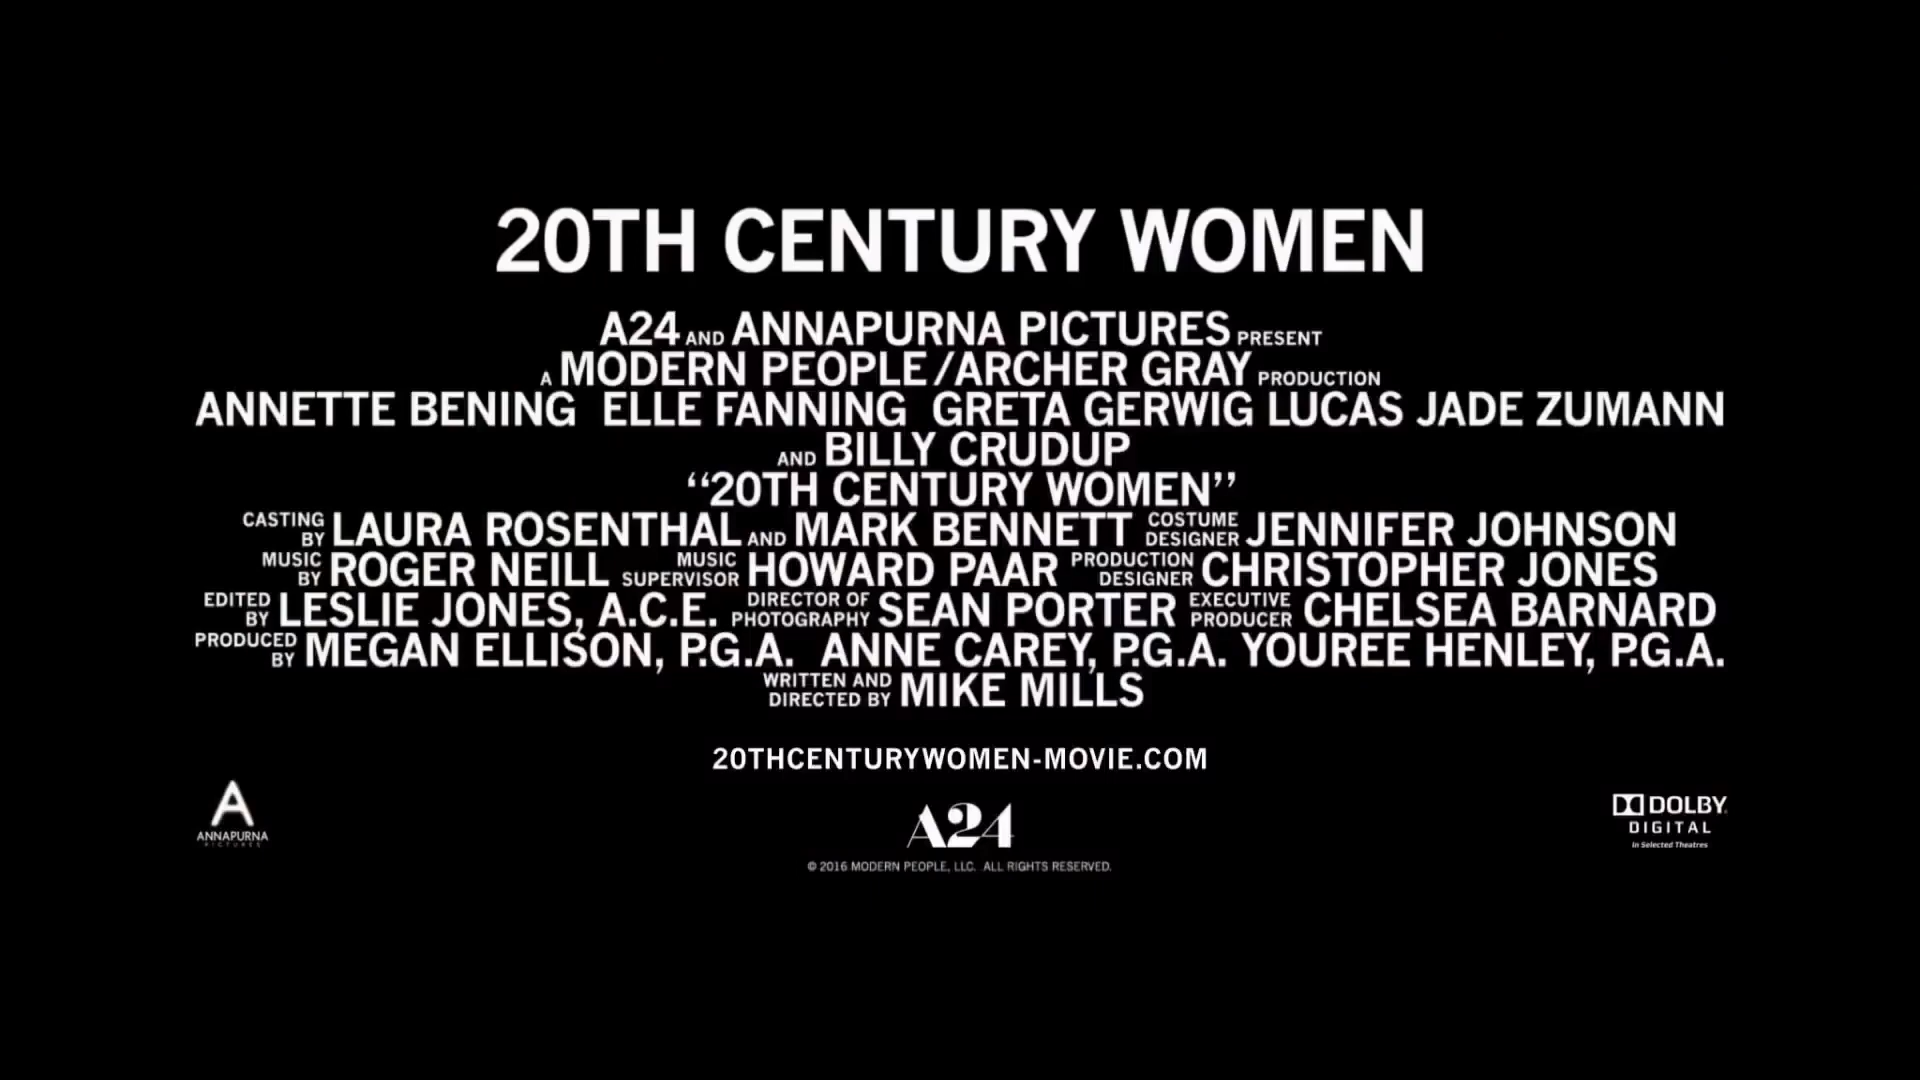 20TH CENTURY WOMEN
A24 AND ANNAPURNA PICTURES PRESENT
A MODERN PEOPLE/ARCHER GRAY PRODUCTION
ANNETTE BENING ELLE FANNING GRETA GERWIG LUCAS JADE ZUMANN
AND BILLY CRUDUP
“20TH CENTURY WOMEN”
CASTING BY LAURA ROSENTHAL AND MARK BENNETT COSTUME DESIGNER JENNIFER JOHNSON
MUSIC BY ROGER NEILL MUSIC SUPERVISOR HOWARD PAAR PRODUCTION DESIGNER CHRISTOPHER JONES
EDITED BY LESLIE JONES, A.C.E. DIRECTOR OF PHOTOGRAPHY SEAN PORTER EXECUTIVE PRODUCER CHELSEA BARNARD
PRODUCED BY MEGAN ELLISON, P.G.A. ANNE CAREY, P.G.A. YOUREE HENLEY, P.G.A.
WRITTEN AND DIRECTED BY MIKE MILLS
20THCENTURYWOMEN-MOVIE.COM
A
ANNAPURNA
PICTURES
A24
© 2016 MODERN PEOPLE, LLC. ALL RIGHTS RESERVED.
DOLBY
DIGITAL
In Selected Theatres